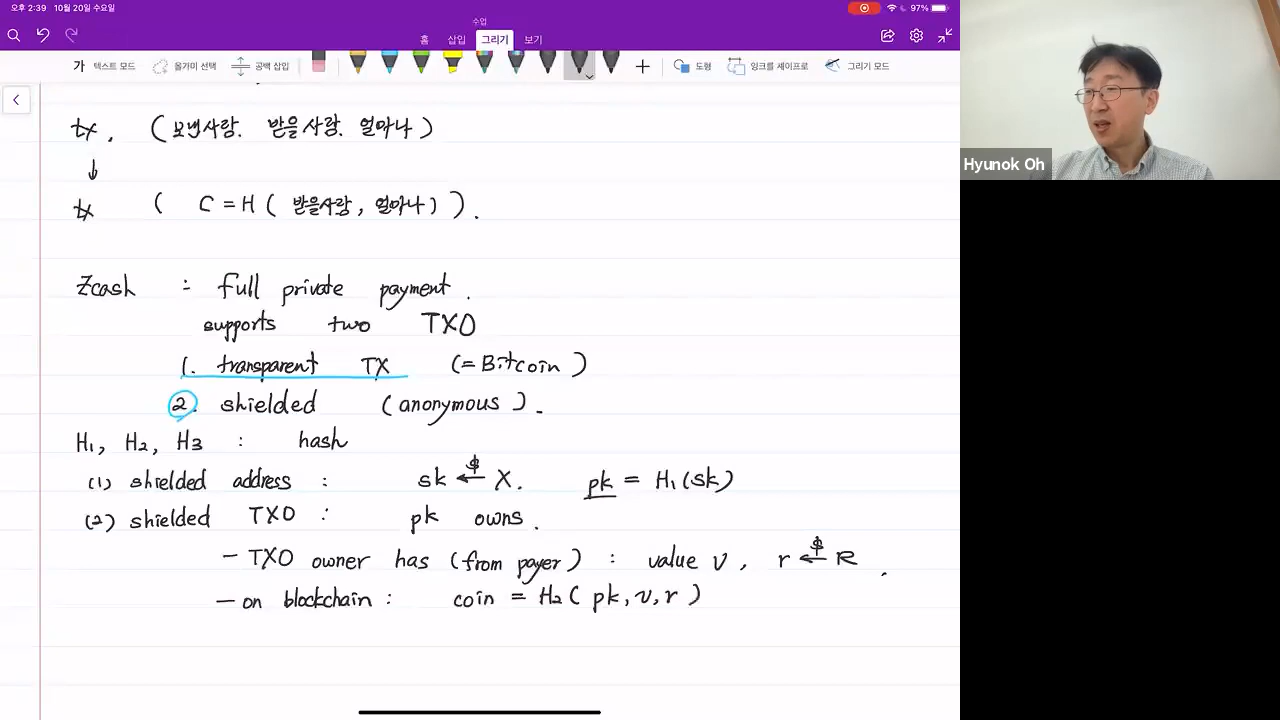 오후 2:39 10월 20일 수요일
97%
수업
홈 삽입 그리기 보기
가 텍스트 모드 올가미 선택 공백 삽입 도형 잉크를 셰이프로 그리기 모드
tx. (보낸사람. 받을사람. 얼마나)
↓
tx ( C = H ( 받을사람, 얼마나 ) ).
Zcash : full private payment.
supports two TXO
1. transparent TX (= Bitcoin )
2. shielded (anonymous ).
H₁, H₂, H₃ : hash
(1) shielded address : sk ←$ X. pk = H₁(sk)
(2) shielded TXO : pk owns.
– TXO owner has (from payer) : value v, r ←$ R.
– on blockchain : coin = H₂( pk, v, r )
Hyunok Oh